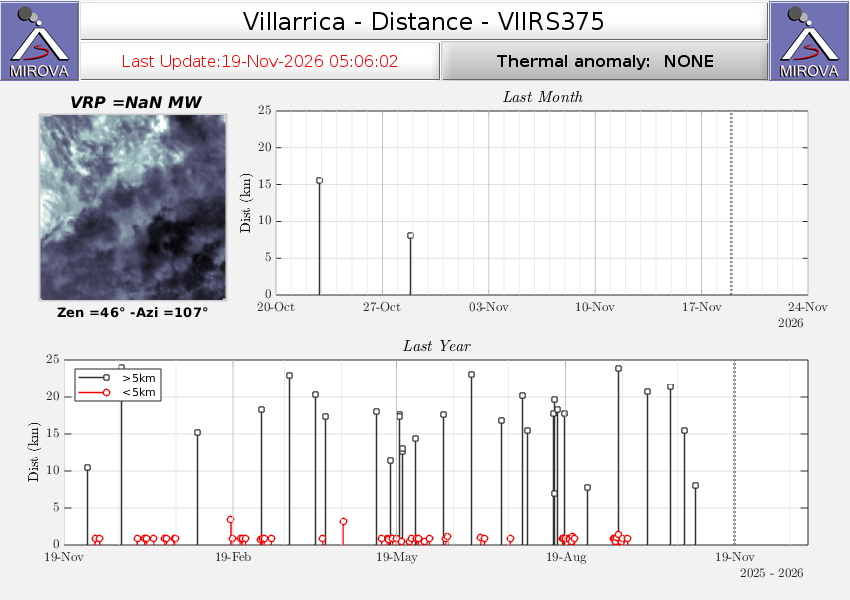 Villarrica - Distance - VIIRS375
MIROVA
Last Update:19-Nov-2026 05:06:02
Thermal anomaly: NONE
MIROVA
VRP =NaN MW
Zen =46° -Azi =107°
Last Month
Dist (km)
25
20
15
10
5
0
20-Oct
27-Oct
03-Nov
10-Nov
17-Nov
24-Nov
2026
Last Year
Dist (km)
25
20
15
10
5
0
>5km
<5km
19-Nov
19-Feb
19-May
19-Aug
19-Nov
2025 - 2026